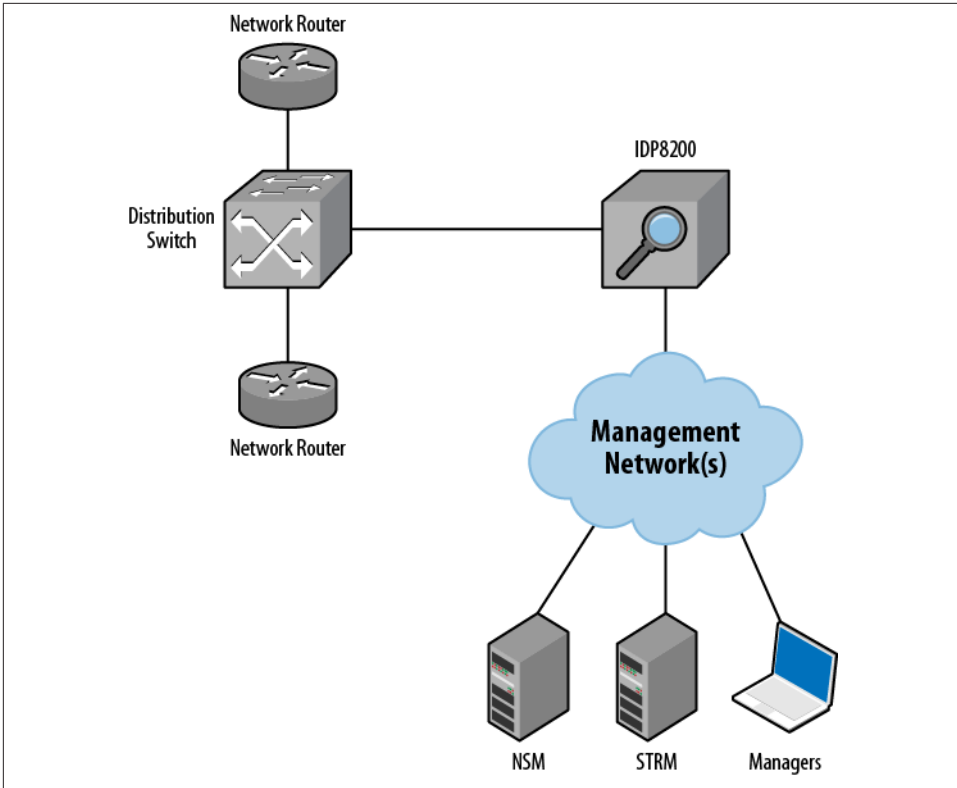 Network Router
IDP8200
Distribution
Switch
Network Router
Management
Network(s)
NSM
STRM
Managers